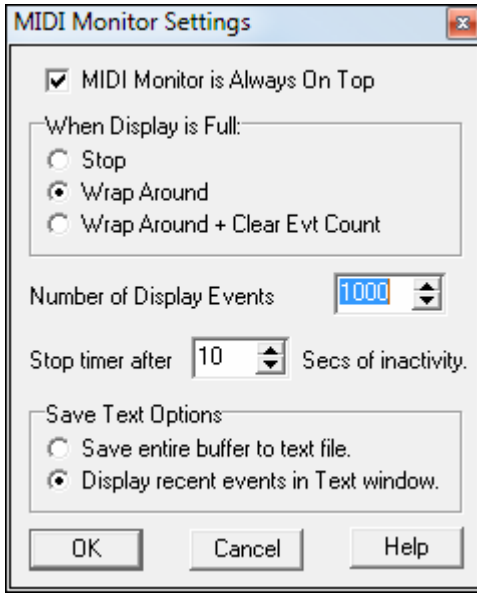 MIDI Monitor Settings
MIDI Monitor is Always On Top
When Display is Full:
Stop
Wrap Around
Wrap Around + Clear Evt Count
Number of Display Events 1000
Stop timer after 10 Secs of inactivity.
Save Text Options
Save entire buffer to text file.
Display recent events in Text window.
OK Cancel Help